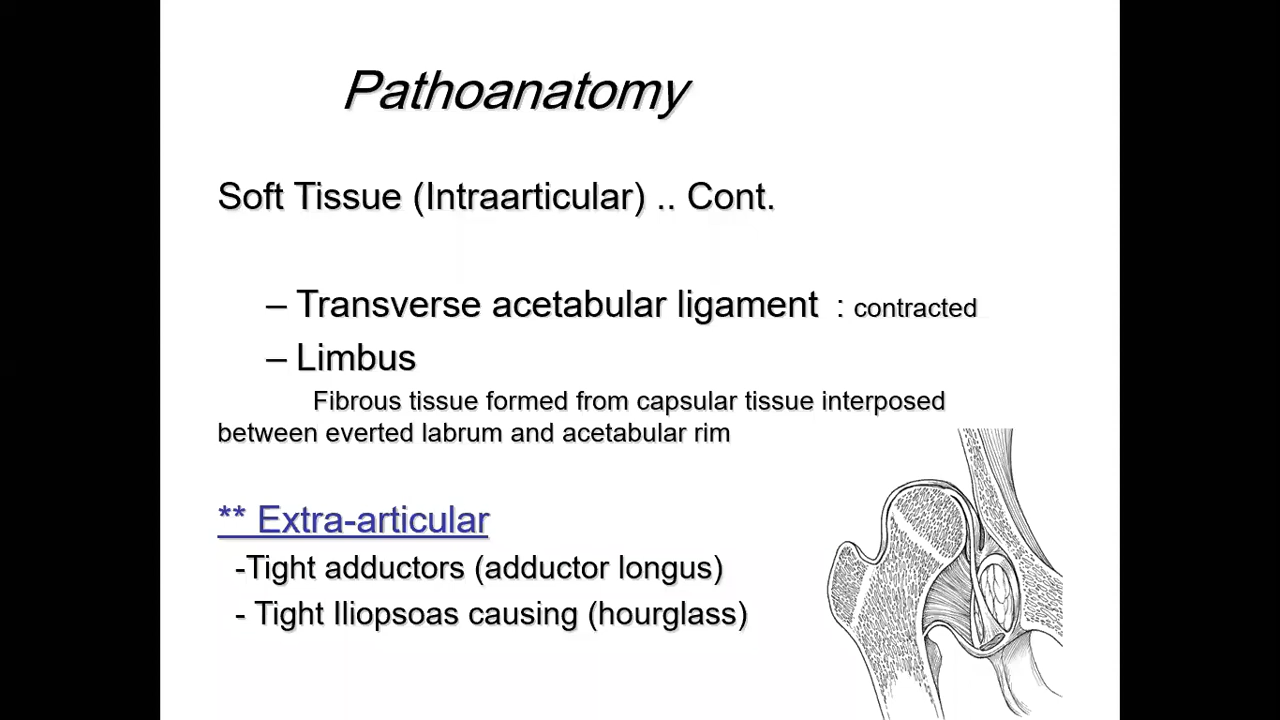 Pathoanatomy
Soft Tissue (Intraarticular) .. Cont.
– Transverse acetabular ligament : contracted
– Limbus
Fibrous tissue formed from capsular tissue interposed
between everted labrum and acetabular rim
** Extra-articular
-Tight adductors (adductor longus)
- Tight Iliopsoas causing (hourglass)